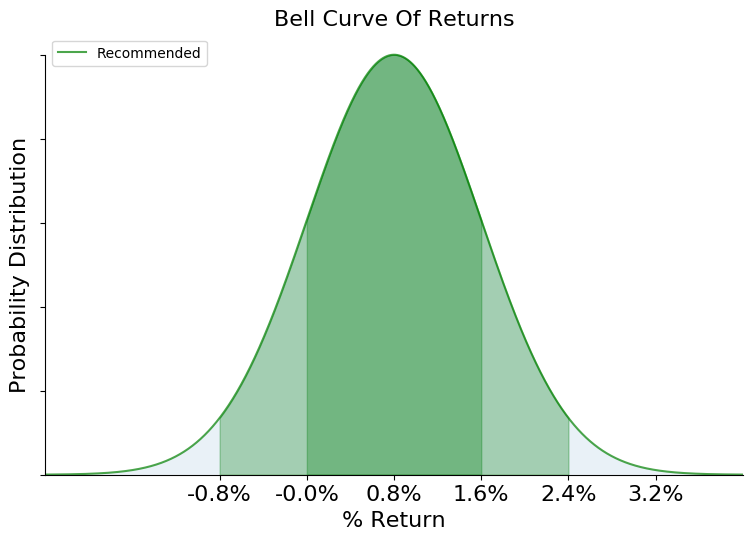 Bell Curve Of Returns
Recommended
Probability Distribution
-0.8% -0.0% 0.8% 1.6% 2.4% 3.2%
% Return